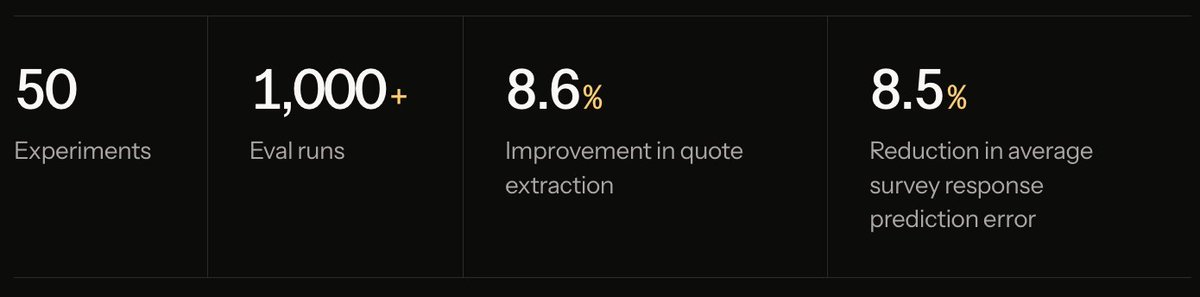 50
Experiments
1,000+
Eval runs
8.6%
Improvement in quote
extraction
8.5%
Reduction in average
survey response
prediction error